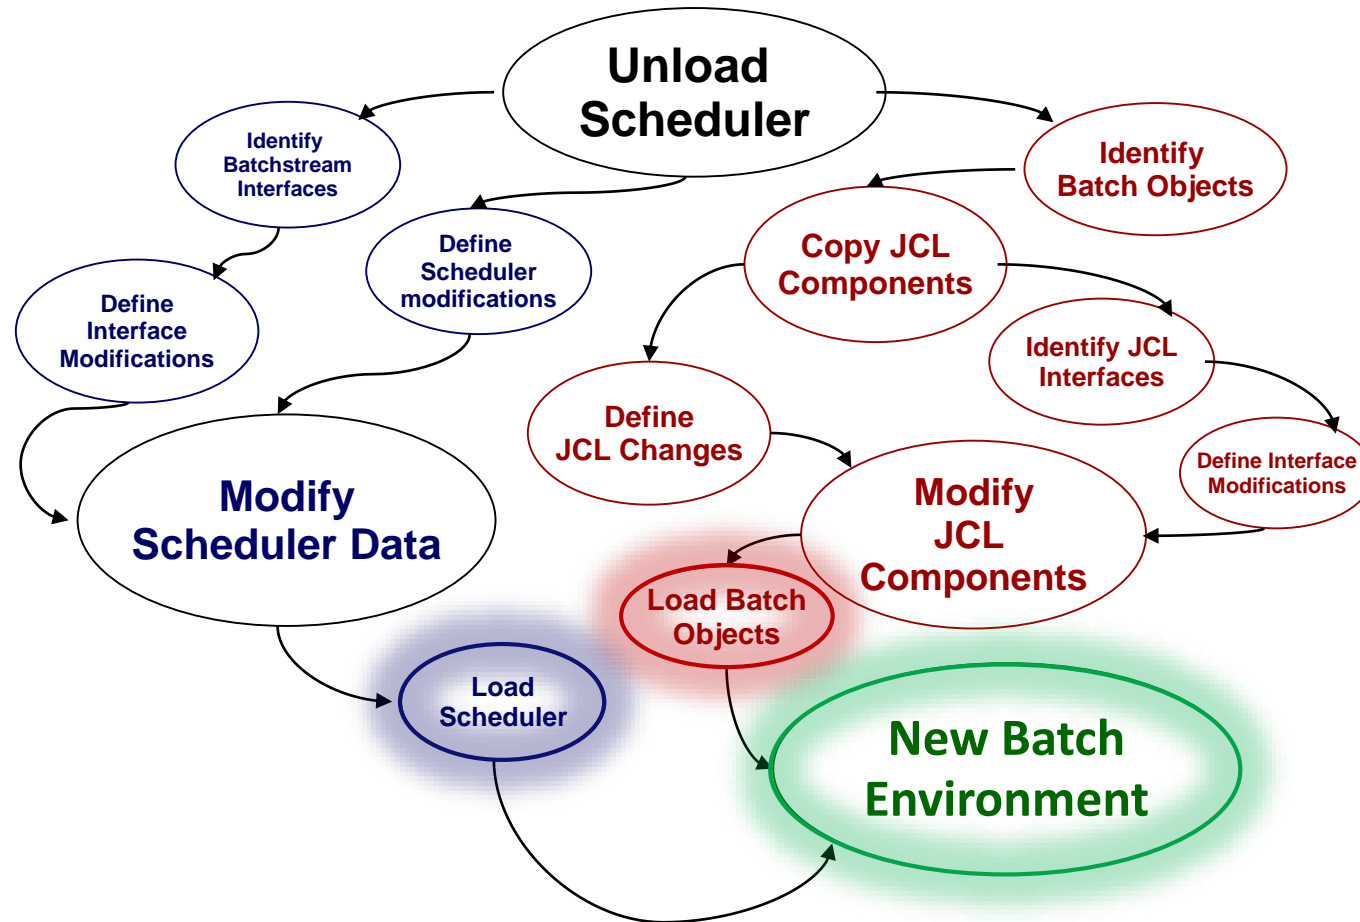 Unload
Scheduler
Identify
Batchstream
Interfaces
Identify
Batch Objects
Define
Scheduler
modifications
Copy JCL
Components
Define
Interface
Modifications
Identify JCL
Interfaces
Define
JCL Changes
Define Interface
Modifications
Modify
Scheduler Data
Modify
JCL
Components
Load Batch
Objects
Load
Scheduler
New Batch
Environment